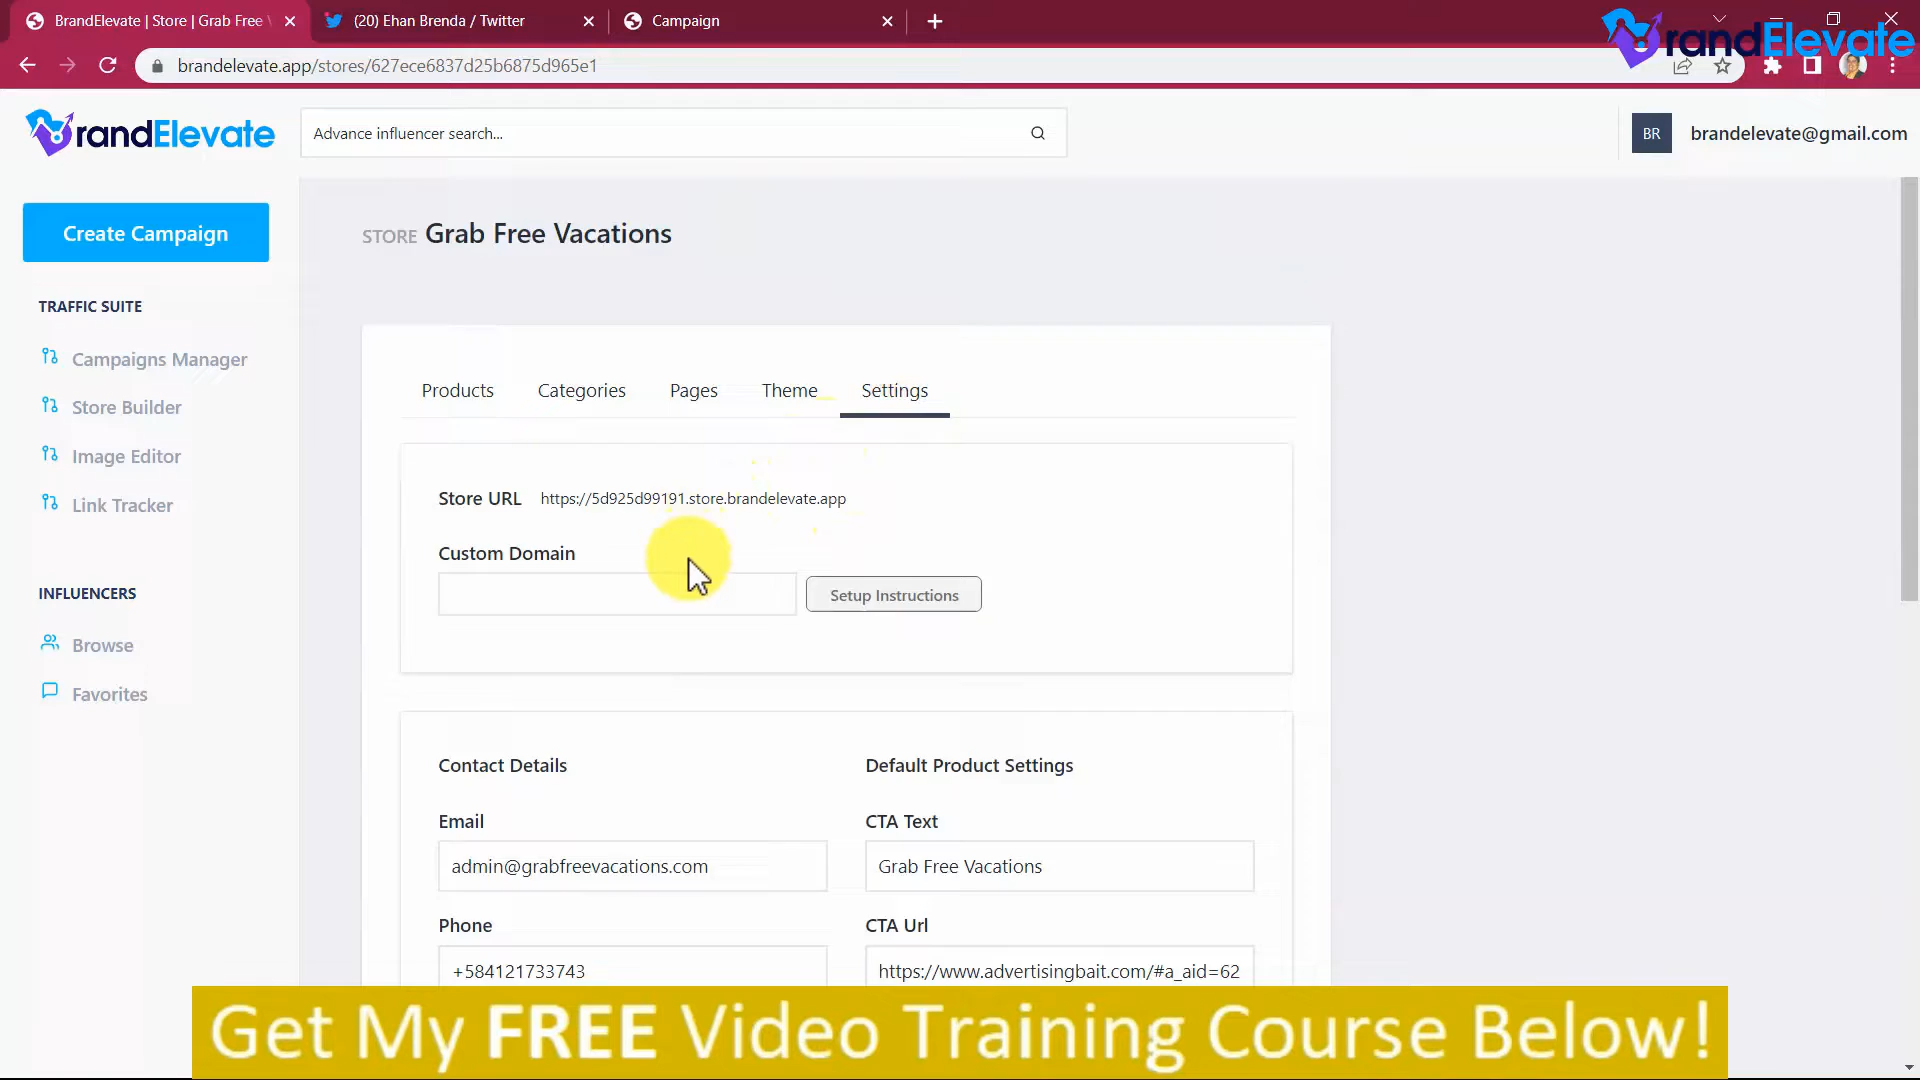 BrandElevate | Store | Grab Free
(20) Ehan Brenda / Twitter
Campaign
randElevate
brandelevate.app/stores/627ece6837d25b6875d965e1
randElevate
Advance influencer search...
BR
brandelevate@gmail.com
Create Campaign
STORE Grab Free Vacations
TRAFFIC SUITE
Campaigns Manager
Store Builder
Image Editor
Link Tracker
INFLUENCERS
Browse
Favorites
Products
Categories
Pages
Theme
Settings
Store URL https://5d925d99191.store.brandelevate.app
Custom Domain
Setup Instructions
Contact Details
Default Product Settings
Email
CTA Text
admin@grabfreevacations.com
Grab Free Vacations
Phone
CTA Url
+584121733743
https://www.advertisingbait.com/#a_aid=62
Get My FREE Video Training Course Below!